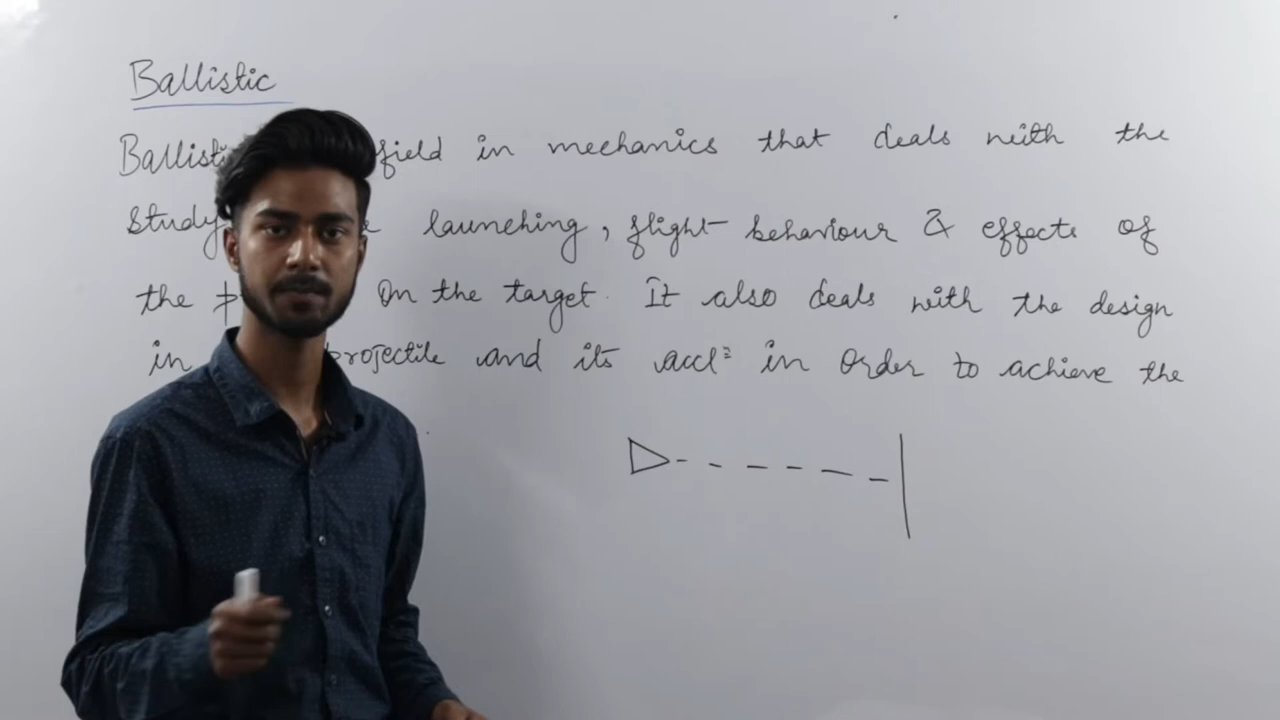 Ballistic
Ballisti field in mechanics that deals with the
Study launching, flight behaviour & effects of
the On the target. It also deals with the design
in projectile and its accl² in order to achieve the